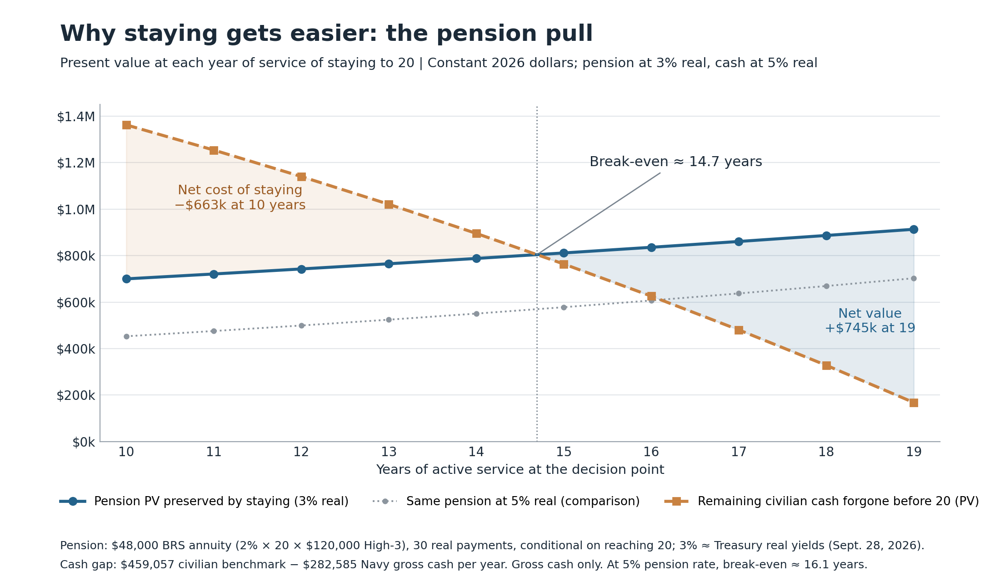 Why staying gets easier: the pension pull
Present value at each year of service of staying to 20 | Constant 2026 dollars; pension at 3% real, cash at 5% real
$1.4M
$1.2M
$1.0M
$800k
$600k
$400k
$200k
$0k
Net cost of staying
−$663k at 10 years
Break-even ≈ 14.7 years
Net value
+$745k at 19
10 11 12 13 14 15 16 17 18 19
Years of active service at the decision point
Pension PV preserved by staying (3% real) Same pension at 5% real (comparison) Remaining civilian cash forgone before 20 (PV)
Pension: $48,000 BRS annuity (2% × 20 × $120,000 High-3), 30 real payments, conditional on reaching 20; 3% ≈ Treasury real yields (Sept. 28, 2026).
Cash gap: $459,057 civilian benchmark − $282,585 Navy gross cash per year. Gross cash only. At 5% pension rate, break-even ≈ 16.1 years.